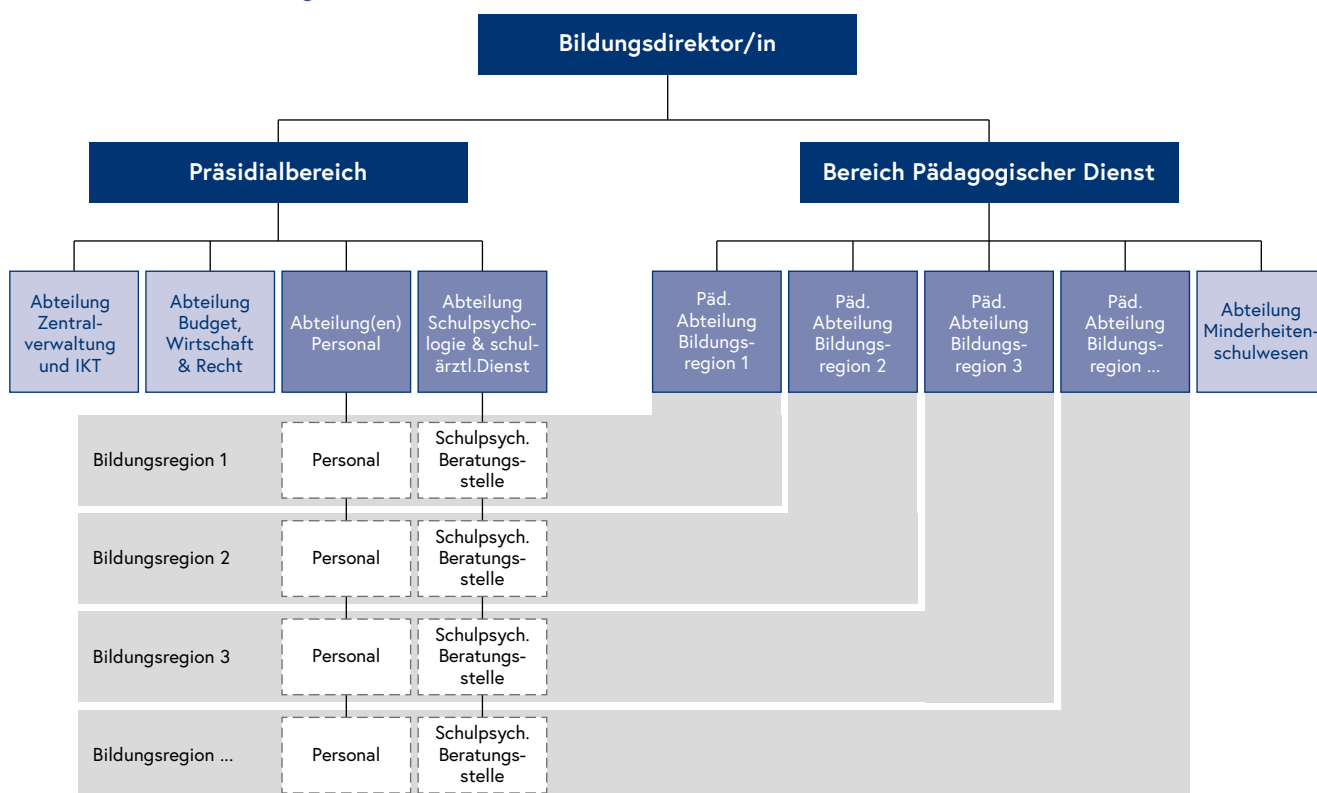 Bildungsdirektor/in
Präsidialbereich
Bereich Pädagogischer Dienst
Abteilung
Zentral-
verwaltung
und IKT
Abteilung
Budget,
Wirtschaft
& Recht
Abteilung(en)
Personal
Abteilung
Schulpsycho-
logie & schul-
ärztl.Dienst
Päd.
Abteilung
Bildungs-
region 1
Päd.
Abteilung
Bildungs-
region 2
Päd.
Abteilung
Bildungs-
region 3
Päd.
Abteilung
Bildungs-
region ...
Abteilung
Minderheiten-
schulwesen
Bildungsregion 1
Personal
Schulpsych.
Beratungs-
stelle
Bildungsregion 2
Personal
Schulpsych.
Beratungs-
stelle
Bildungsregion 3
Personal
Schulpsych.
Beratungs-
stelle
Bildungsregion ...
Personal
Schulpsych.
Beratungs-
stelle